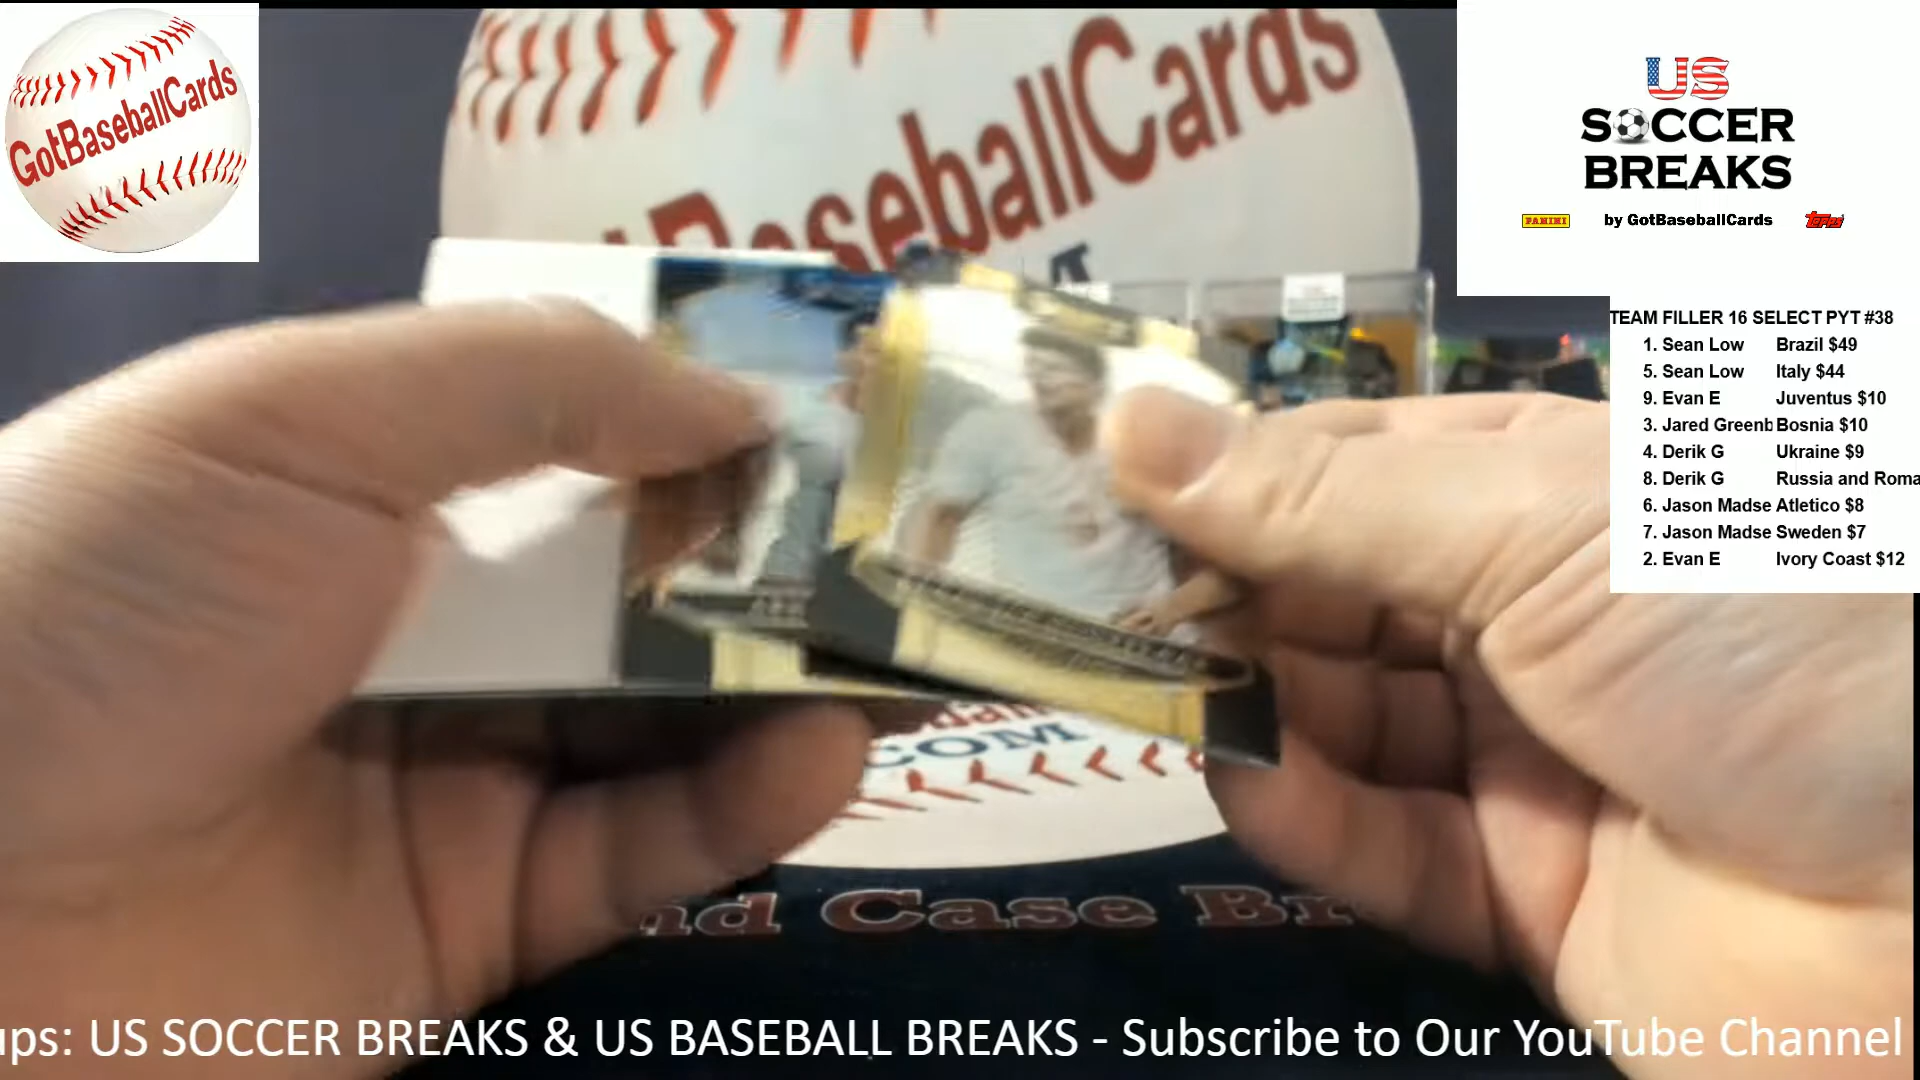 GotBaseballCards
BaseballCards
US
SOCCER
BREAKS
PANINI by GotBaseballCards Topps
TEAM FILLER 16 SELECT PYT #38
1. Sean Low Brazil $49
5. Sean Low Italy $44
9. Evan E Juventus $10
3. Jared Greenb Bosnia $10
4. Derik G Ukraine $9
8. Derik G Russia and Roma
6. Jason Madse Atletico $8
7. Jason Madse Sweden $7
2. Evan E Ivory Coast $12
COM
nd Case Br
ups: US SOCCER BREAKS & US BASEBALL BREAKS - Subscribe to Our YouTube Channel